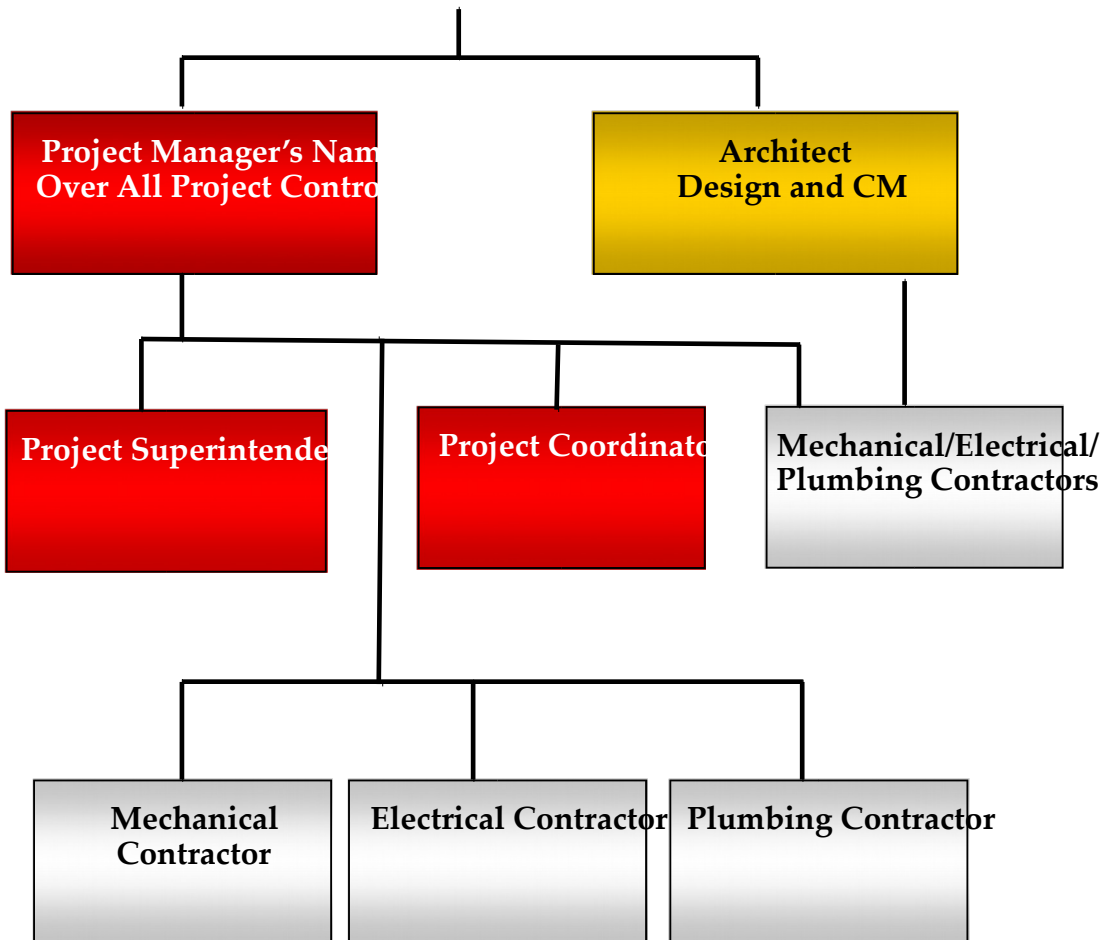 Project Manager's Nam
Over All Project Contro
Architect
Design and CM
Project Superintende
Project Coordinato
Mechanical/Electrical/
Plumbing Contractors
Mechanical
Contractor
Electrical Contractor
Plumbing Contractor